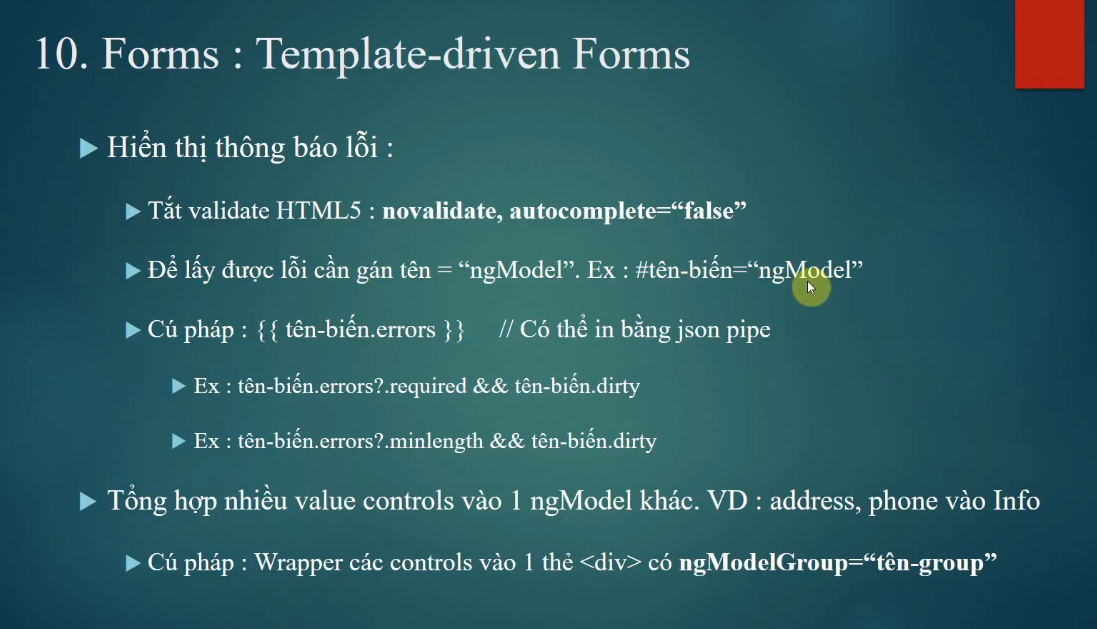 10. Forms : Template-driven Forms
Hiển thị thông báo lỗi :
Tắt validate HTML5 : novalidate, autocomplete=“false”
Để lấy được lỗi cần gán tên = “ngModel”. Ex : #tên-biến=“ngModel”
Cú pháp : {{ tên-biến.errors }} // Có thể in bằng json pipe
Ex : tên-biến.errors?.required && tên-biến.dirty
Ex : tên-biến.errors?.minlength && tên-biến.dirty
Tổng hợp nhiều value controls vào 1 ngModel khác. VD : address, phone vào Info
Cú pháp : Wrapper các controls vào 1 thẻ <div> có ngModelGroup=“tên-group”